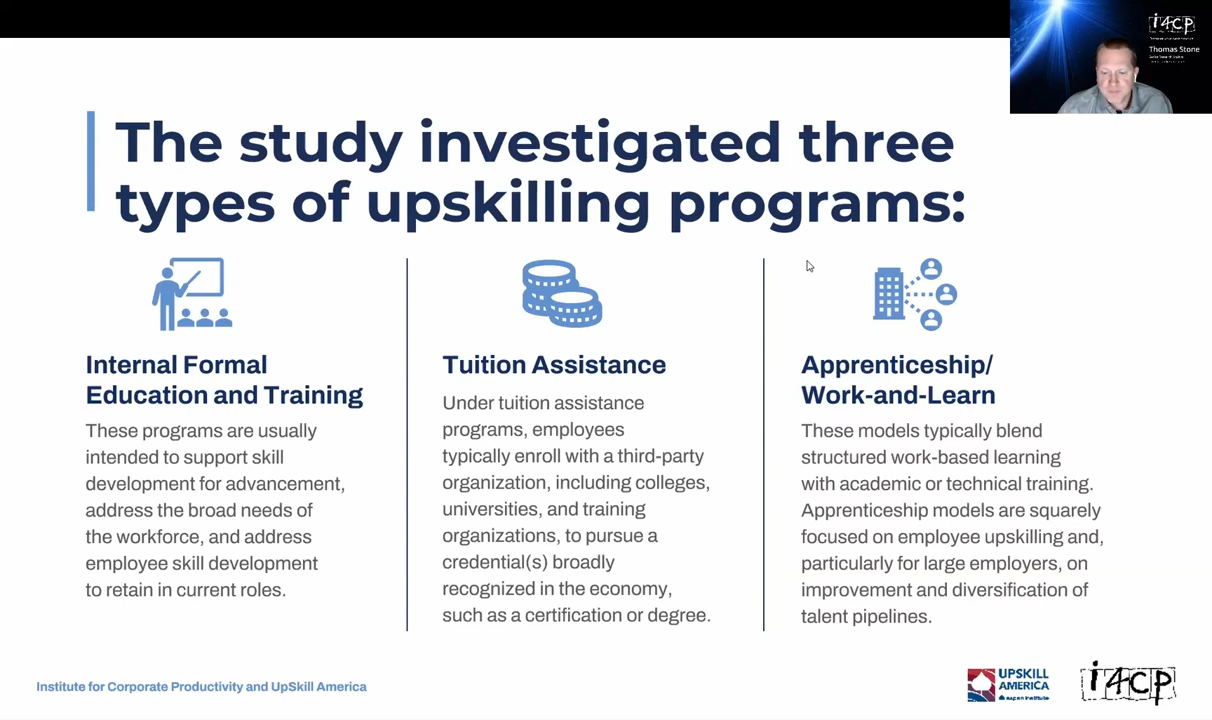 i4cp
Thomas Stone
The study investigated three
types of upskilling programs:
Internal Formal
Education and Training
These programs are usually
intended to support skill
development for advancement,
address the broad needs of
the workforce, and address
employee skill development
to retain in current roles.
Tuition Assistance
Under tuition assistance
programs, employees
typically enroll with a third-party
organization, including colleges,
universities, and training
organizations, to pursue a
credential(s) broadly
recognized in the economy,
such as a certification or degree.
Apprenticeship/
Work-and-Learn
These models typically blend
structured work-based learning
with academic or technical training.
Apprenticeship models are squarely
focused on employee upskilling and,
particularly for large employers, on
improvement and diversification of
talent pipelines.
Institute for Corporate Productivity and UpSkill America
UPSKILL
AMERICA
aspen institute
i4cp